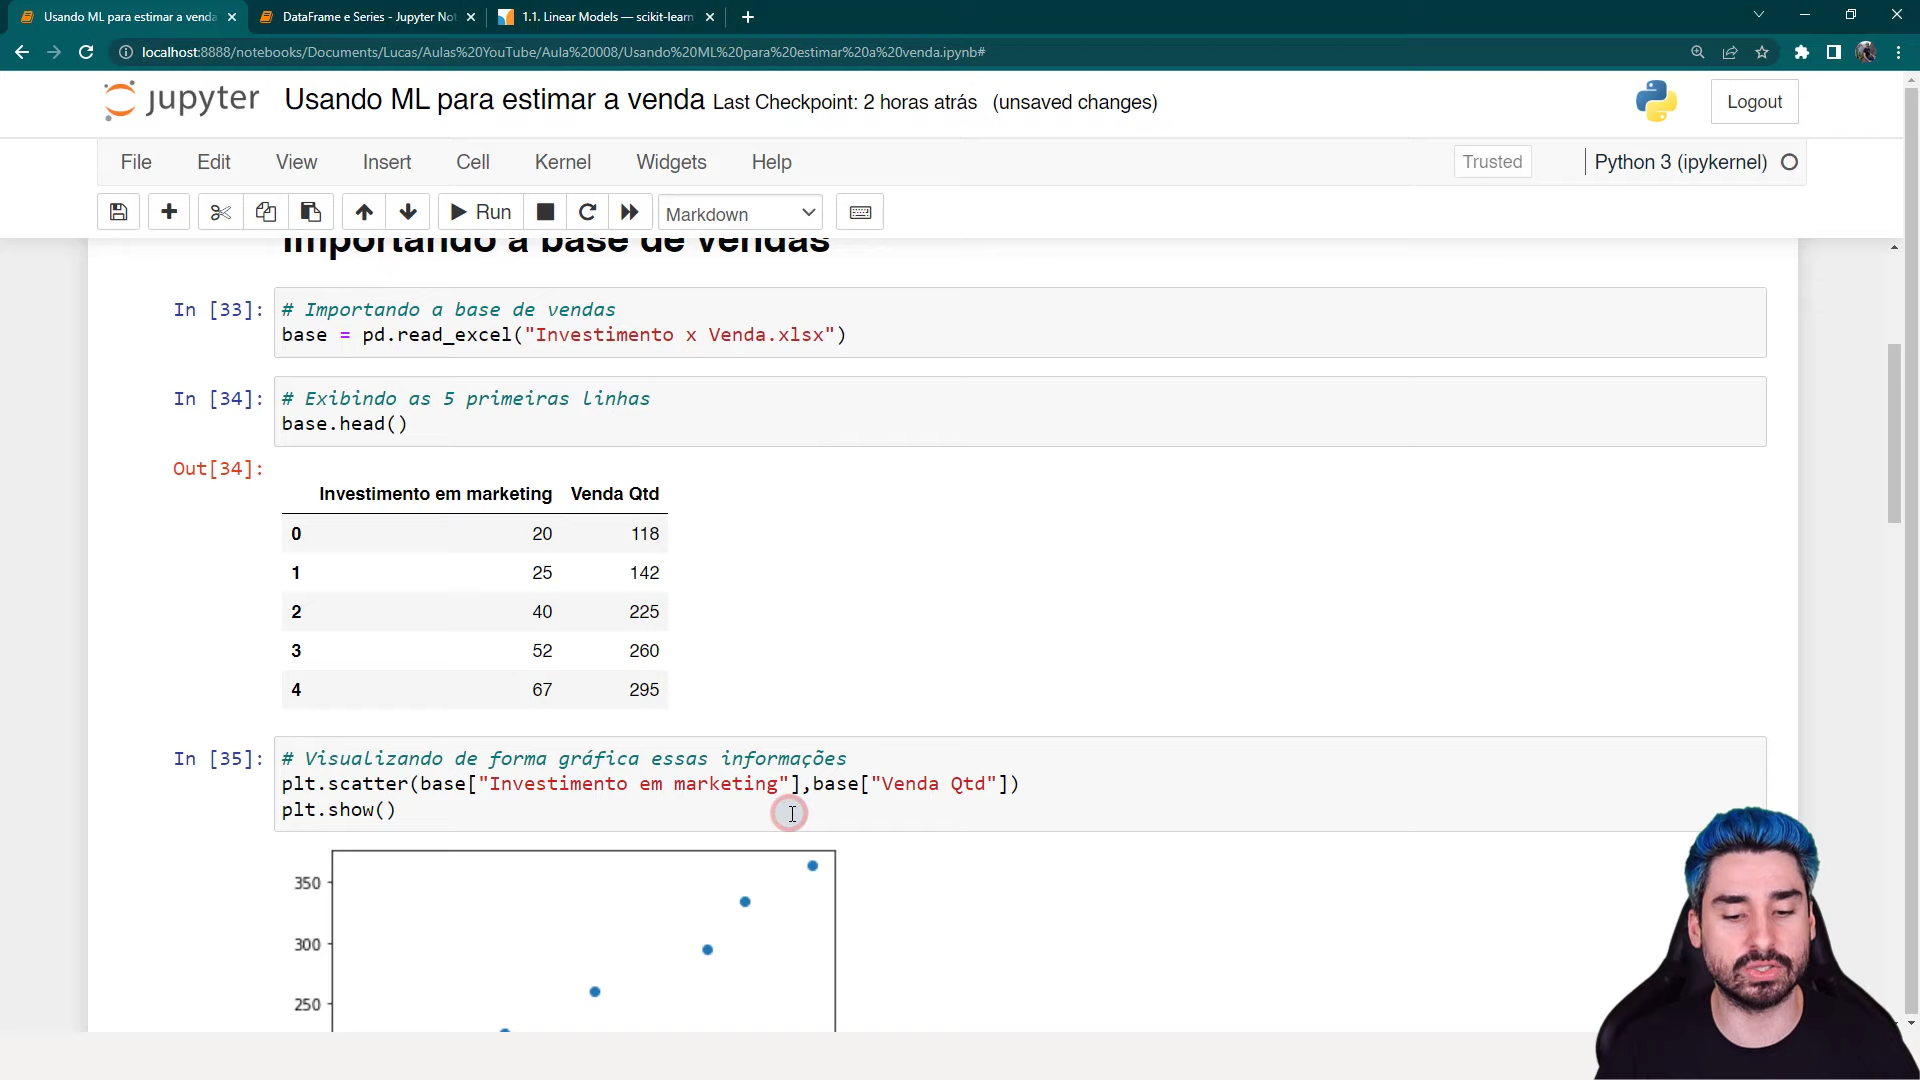 Usando ML para estimar a venda
DataFrame e Series - Jupyter Not
1.1. Linear Models — scikit-learn
localhost:8888/notebooks/Documents/Lucas/Aulas%20YouTube/Aula%20008/Usando%20ML%20para%20estimar%20a%20venda.ipynb#
jupyter Usando ML para estimar a venda Last Checkpoint: 2 horas atrás (unsaved changes)
Logout
File Edit View Insert Cell Kernel Widgets Help
Trusted
Python 3 (ipykernel)
Run
Markdown
Importando a base de vendas
In [33]: # Importando a base de vendas
base = pd.read_excel("Investimento x Venda.xlsx")
In [34]: # Exibindo as 5 primeiras linhas
base.head()
Out[34]:
Investimento em marketing Venda Qtd
0 20 118
1 25 142
2 40 225
3 52 260
4 67 295
In [35]: # Visualizando de forma gráfica essas informações
plt.scatter(base["Investimento em marketing"],base["Venda Qtd"])
plt.show()
350
300
250